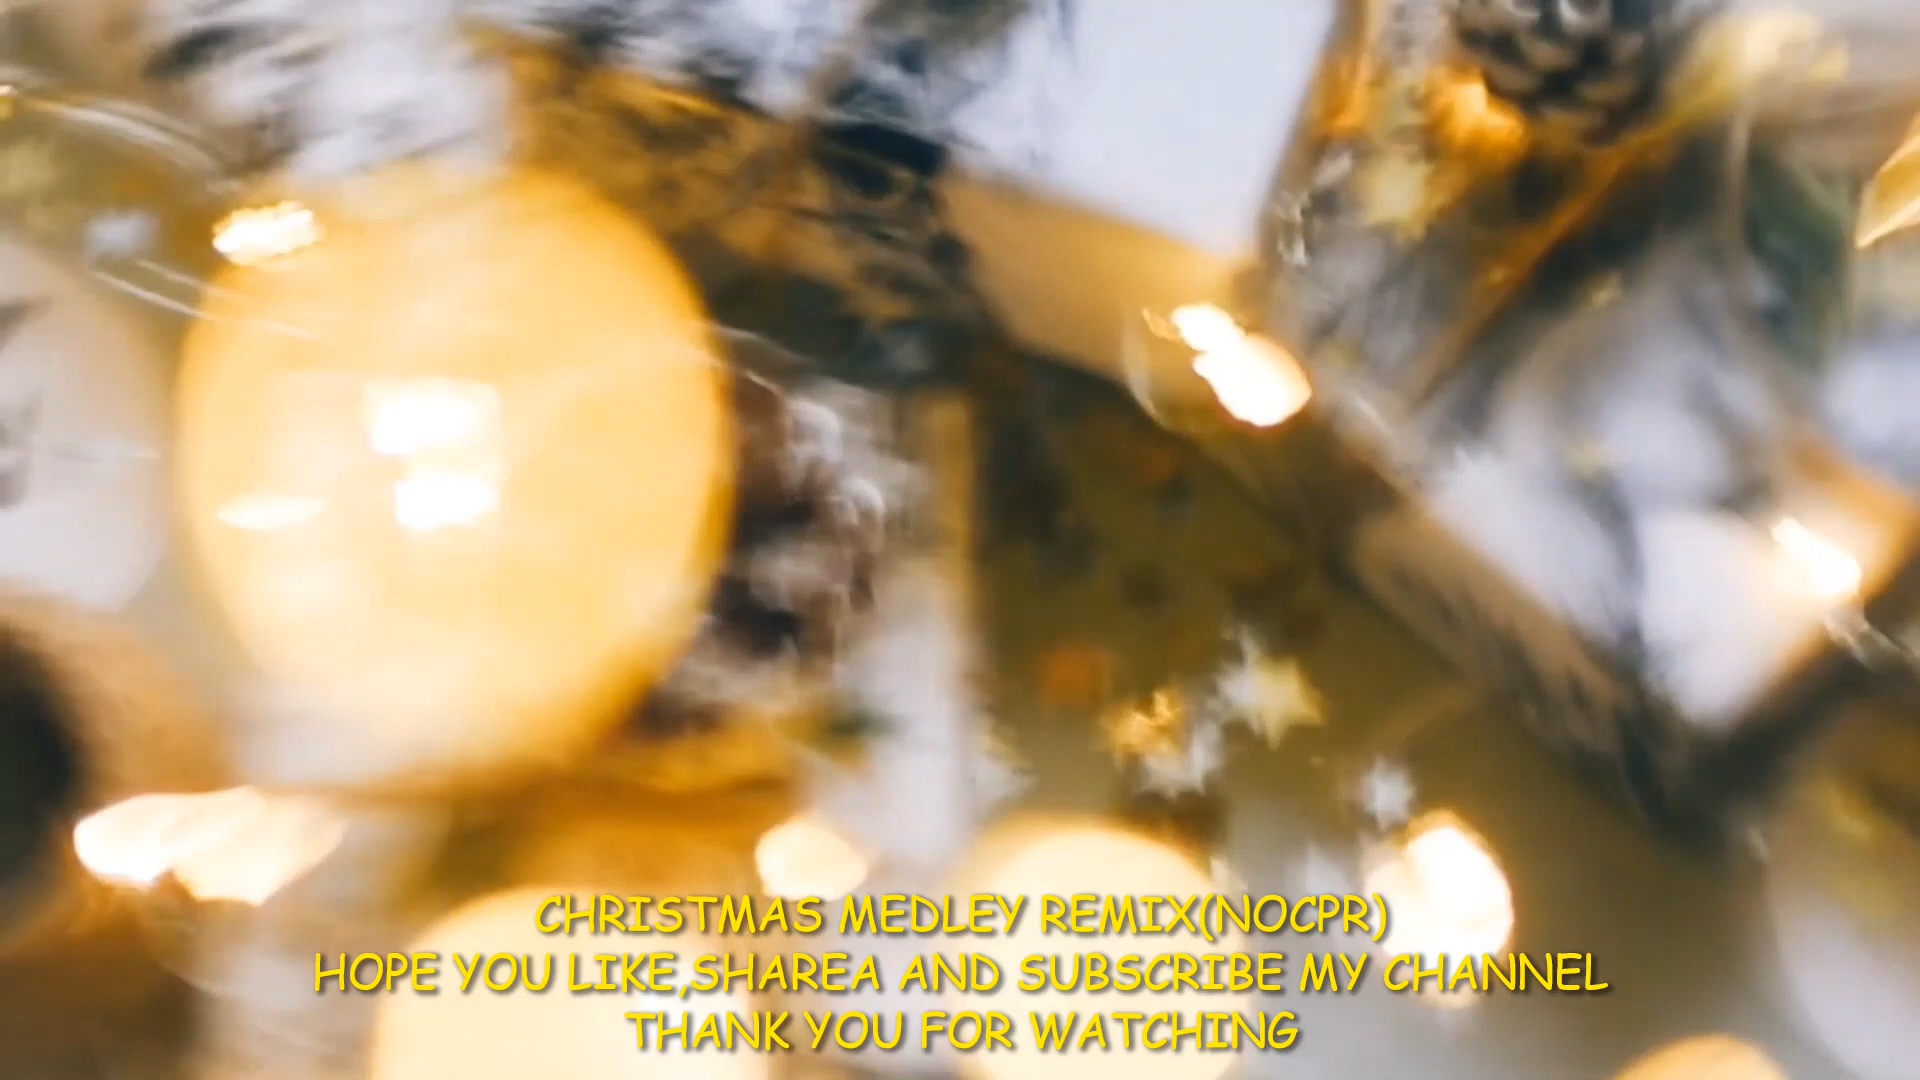 CHRISTMAS MEDLEY REMIX(NOCPR)
HOPE YOU LIKE,SHAREA AND SUBSCRIBE MY CHANNEL
THANK YOU FOR WATCHING